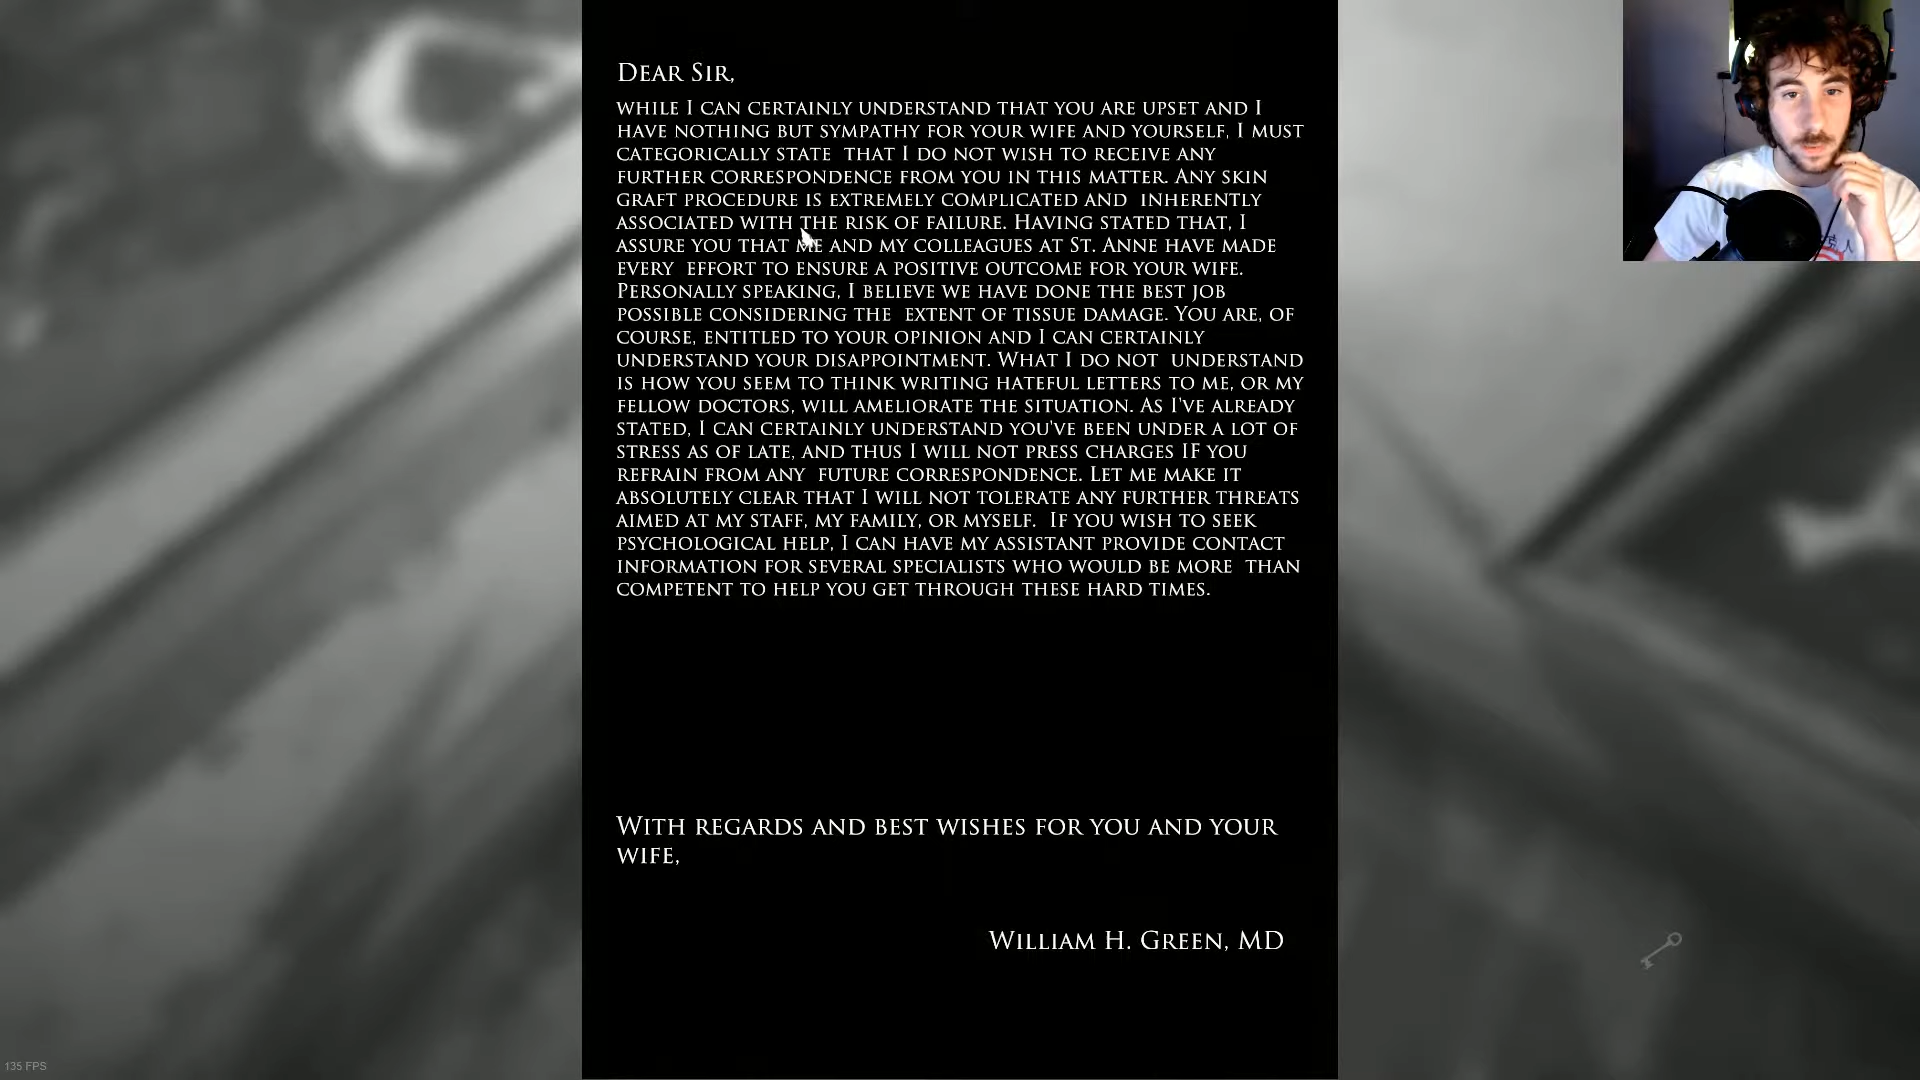 Dear Sir,
while I can certainly understand that you are upset and I
have nothing but sympathy for your wife and yourself, I must
categorically state that I do not wish to receive any
further correspondence from you in this matter. Any skin
graft procedure is extremely complicated and inherently
associated with the risk of failure. Having stated that, I
assure you that me and my colleagues at St. Anne have made
every effort to ensure a positive outcome for your wife.
Personally speaking, I believe we have done the best job
possible considering the extent of tissue damage. You are, of
course, entitled to your opinion and I can certainly
understand your disappointment. What I do not understand
is how you seem to think writing hateful letters to me, or my
fellow doctors, will ameliorate the situation. As I've already
stated, I can certainly understand you've been under a lot of
stress as of late, and thus I will not press charges IF you
refrain from any future correspondence. Let me make it
absolutely clear that I will not tolerate any further threats
aimed at my staff, my family, or myself. If you wish to seek
psychological help, I can have my assistant provide contact
information for several specialists who would be more than
competent to help you get through these hard times.
With regards and best wishes for you and your
wife,
William H. Green, MD
135 FPS